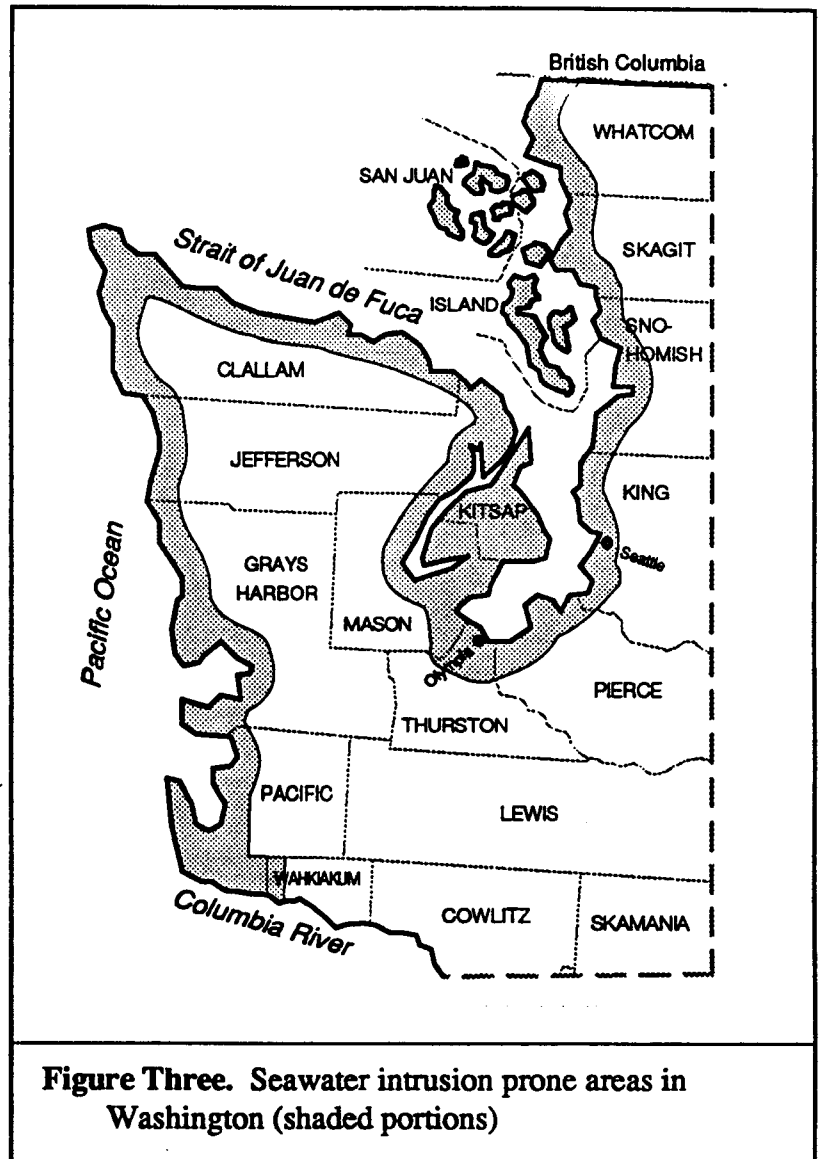 British Columbia
WHATCOM
SAN JUAN
SKAGIT
Strait of Juan de Fuca
ISLAND
SNO-
HOMISH
CLALLAM
JEFFERSON
KING
KITSAP
Seattle
GRAYS
HARBOR
Pacific Ocean
MASON
Olympia
PIERCE
THURSTON
PACIFIC
LEWIS
WAHKIAKUM
Columbia River
COWLITZ
SKAMANIA
Figure Three. Seawater intrusion prone areas in
Washington (shaded portions)